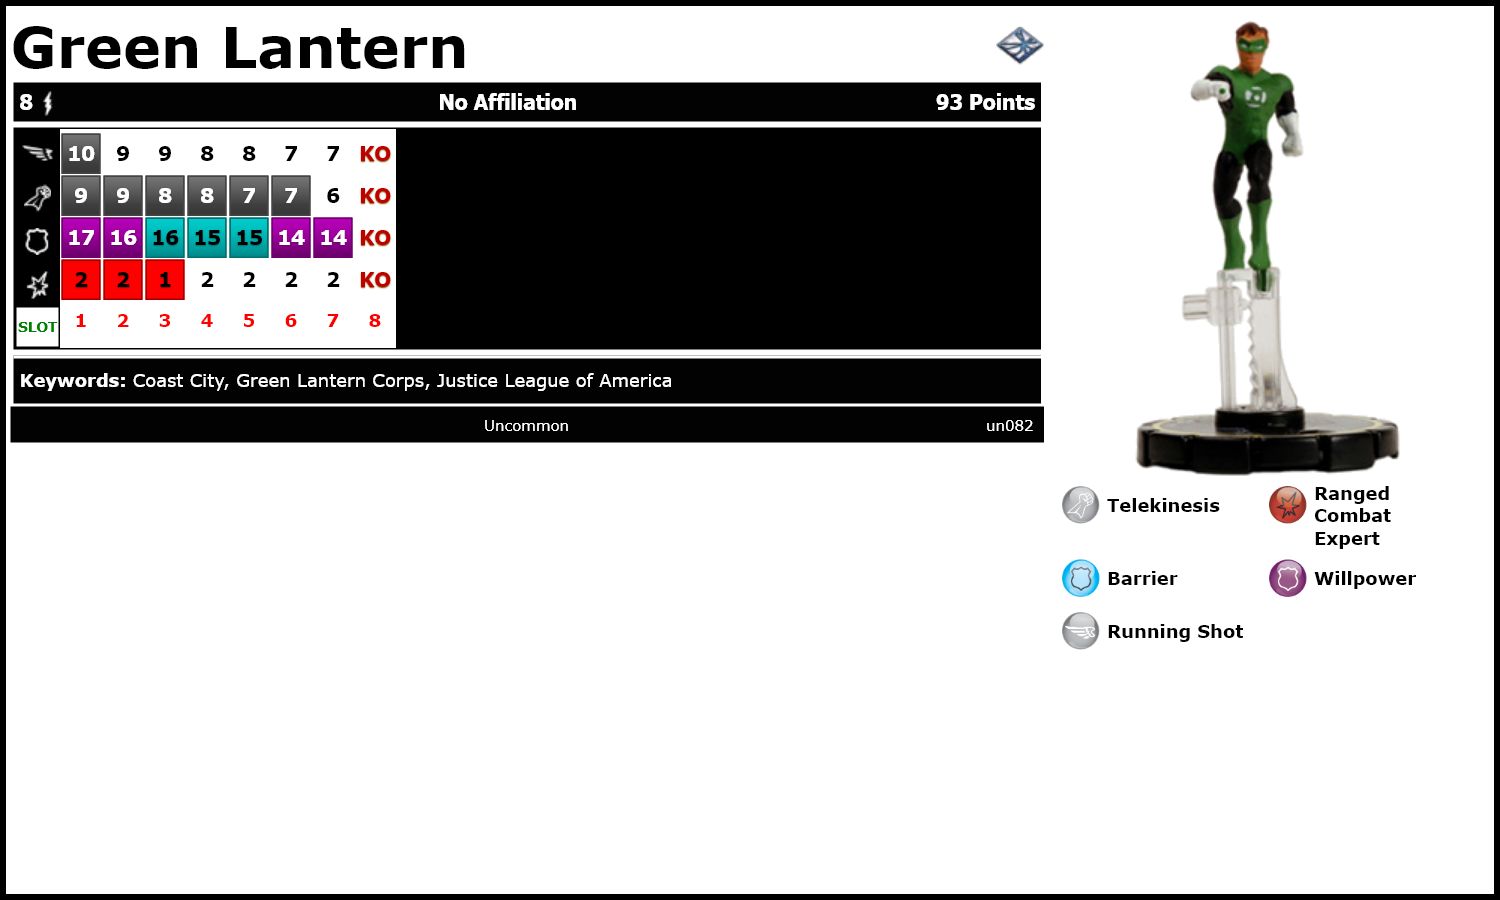 Green Lantern
8 No Affiliation 93 Points
10 9 9 8 8 7 7 KO
9 9 8 8 7 7 6 KO
17 16 16 15 15 14 14 KO
2 2 1 2 2 2 2 KO
SLOT 1 2 3 4 5 6 7 8
Keywords: Coast City, Green Lantern Corps, Justice League of America
Uncommon un082
Telekinesis
Ranged
Combat
Expert
Barrier
Willpower
Running Shot